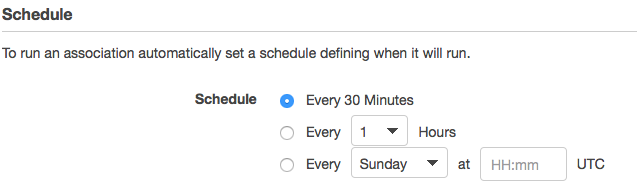 Schedule
To run an association automatically set a schedule defining when it will run.
Schedule Every 30 Minutes
Every 1 Hours
Every Sunday at HH:mm UTC